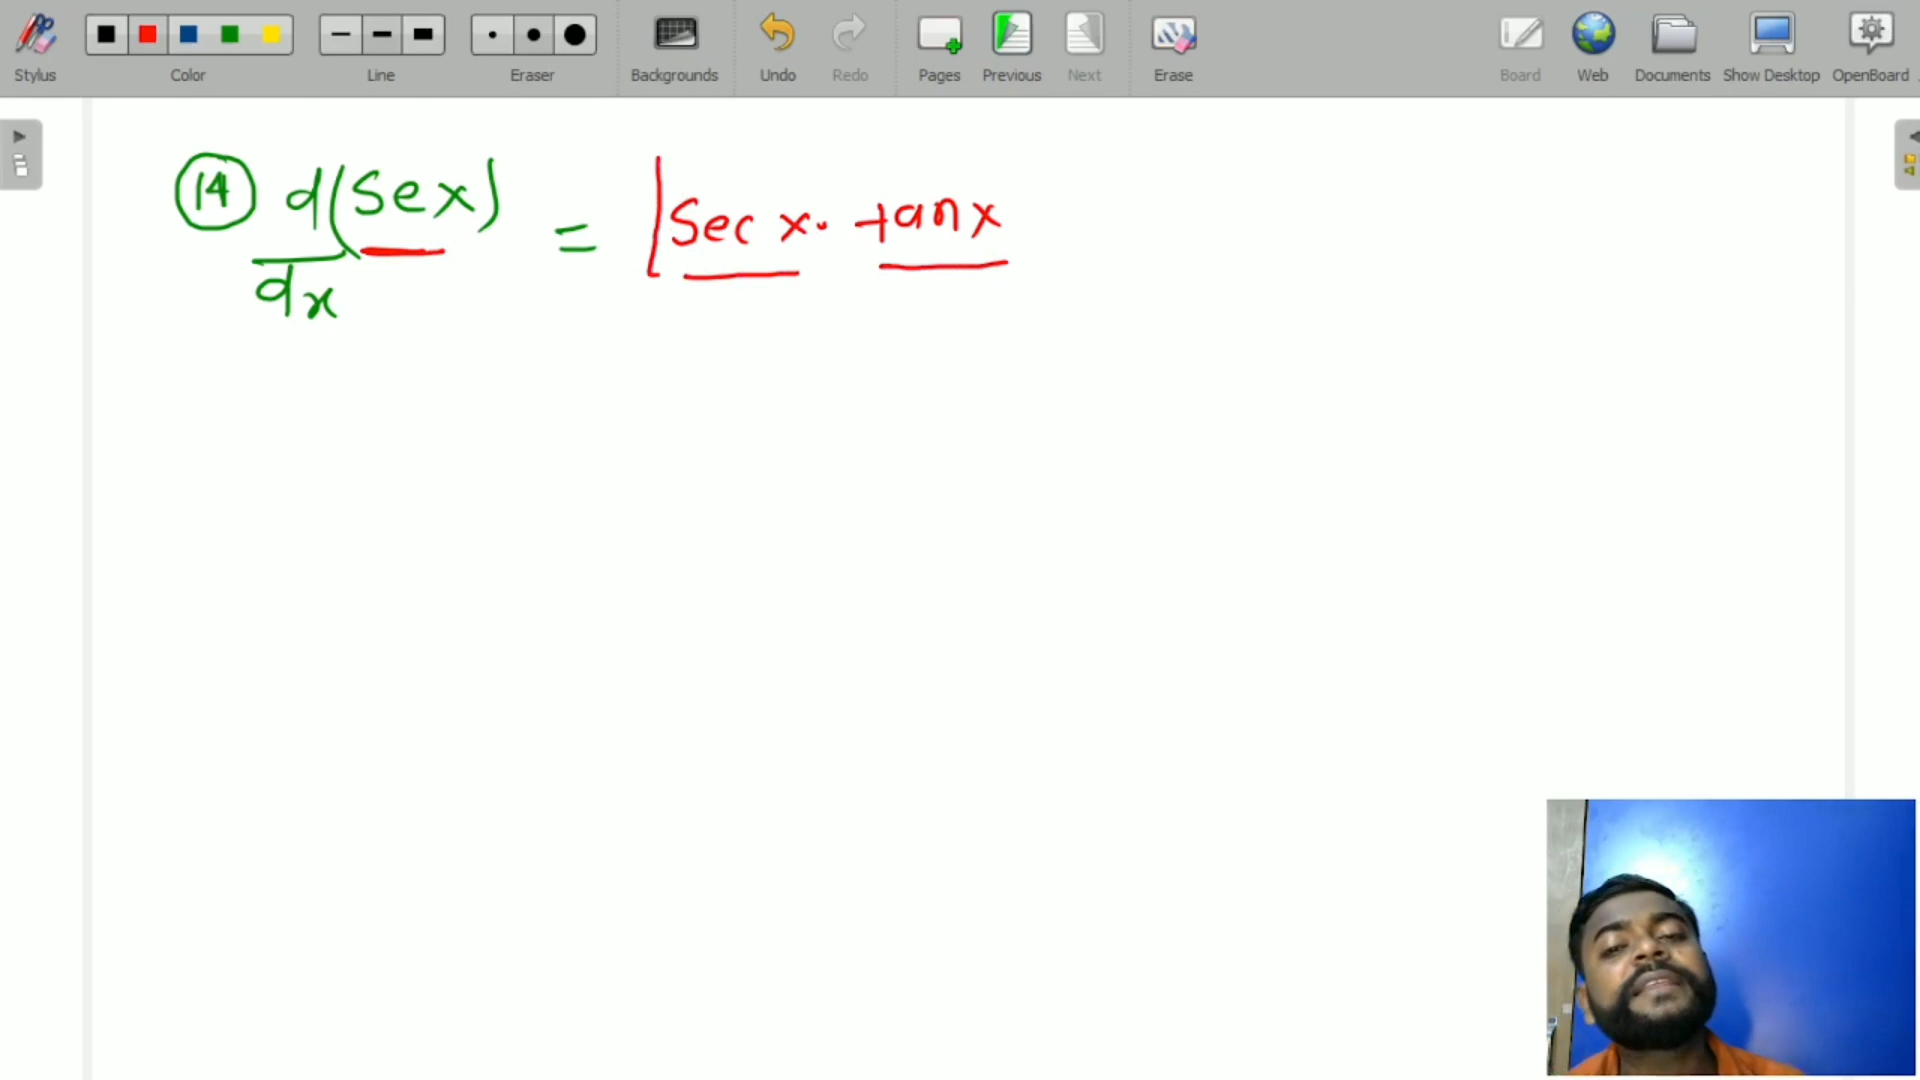 Stylus Color Line Eraser Backgrounds Undo Redo Pages Previous Next Erase Board Web Documents Show Desktop OpenBoard
14 d(Sex) = Sec x. tanx
dx